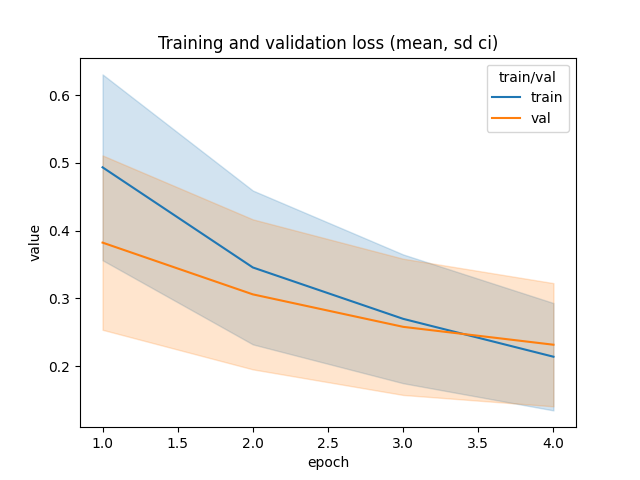 Training and validation loss (mean, sd ci)
train/val
train
val
value
0.6
0.5
0.4
0.3
0.2
1.0 1.5 2.0 2.5 3.0 3.5 4.0
epoch